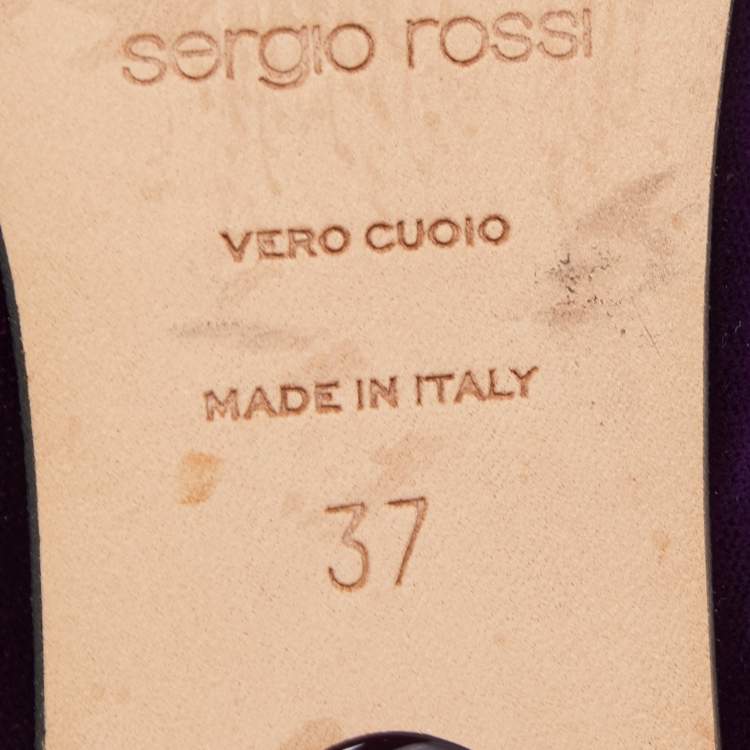 sergio rossi
VERO CUOIO
MADE IN ITALY
37